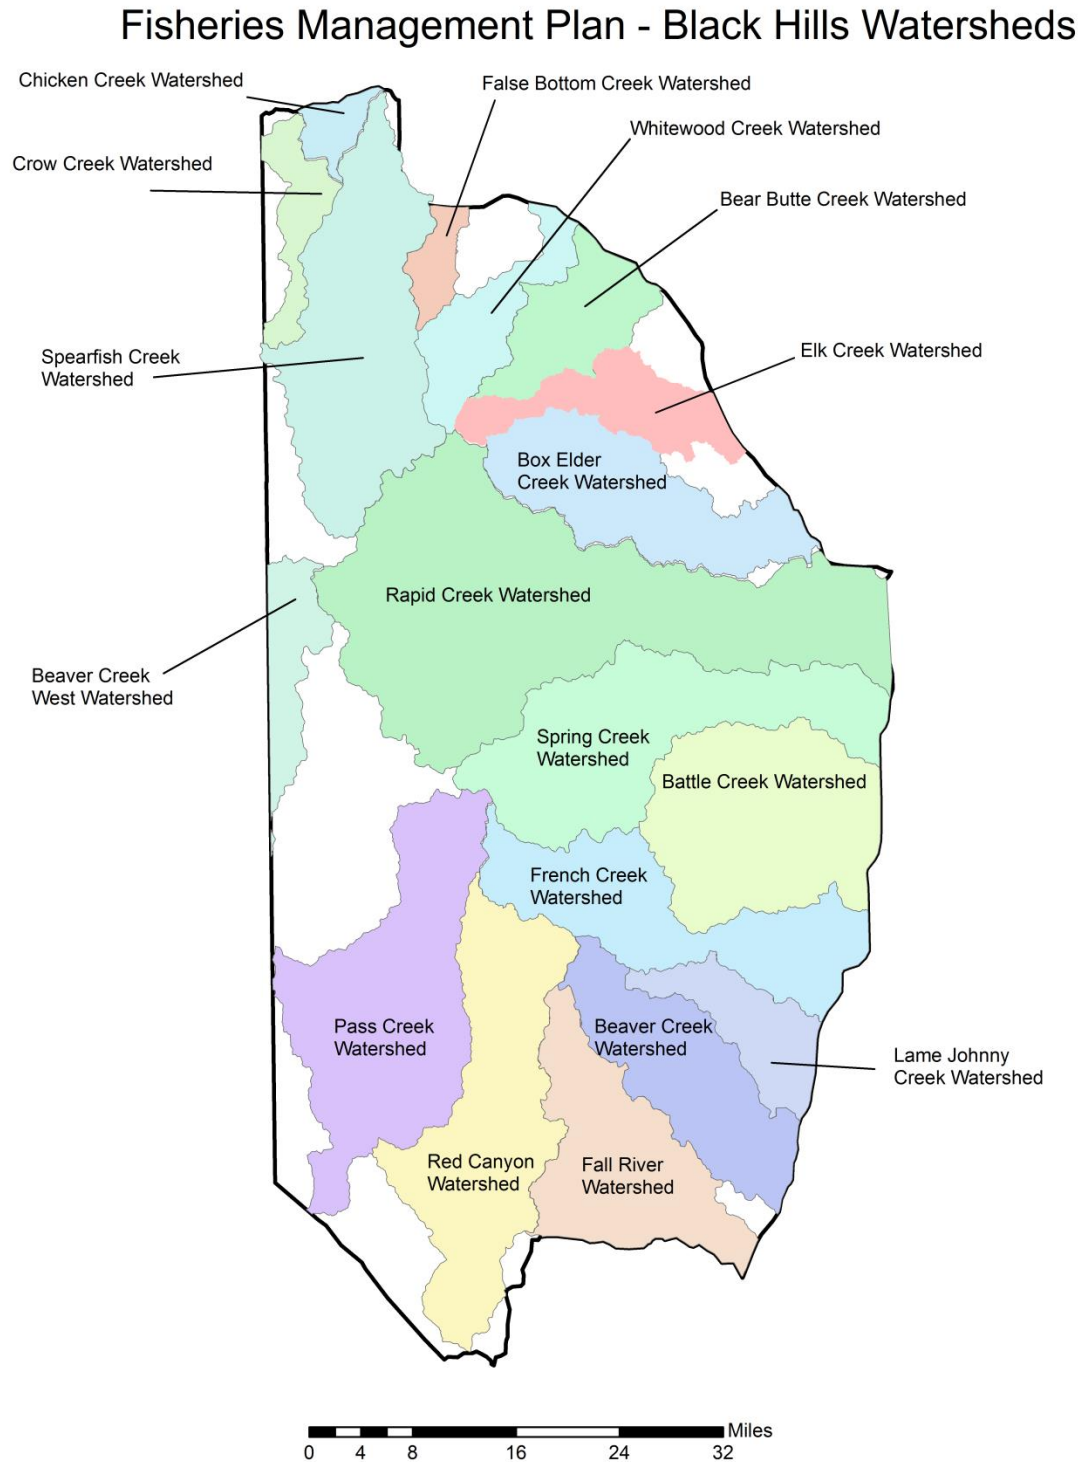 Fisheries Management Plan - Black Hills Watersheds
Chicken Creek Watershed
False Bottom Creek Watershed
Whitewood Creek Watershed
Crow Creek Watershed
Bear Butte Creek Watershed
Spearfish Creek
Watershed
Elk Creek Watershed
Box Elder
Creek Watershed
Rapid Creek Watershed
Beaver Creek
West Watershed
Spring Creek
Watershed
Battle Creek Watershed
French Creek
Watershed
Pass Creek
Watershed
Beaver Creek
Watershed
Lame Johnny
Creek Watershed
Red Canyon
Watershed
Fall River
Watershed
Miles
0 4 8 16 24 32